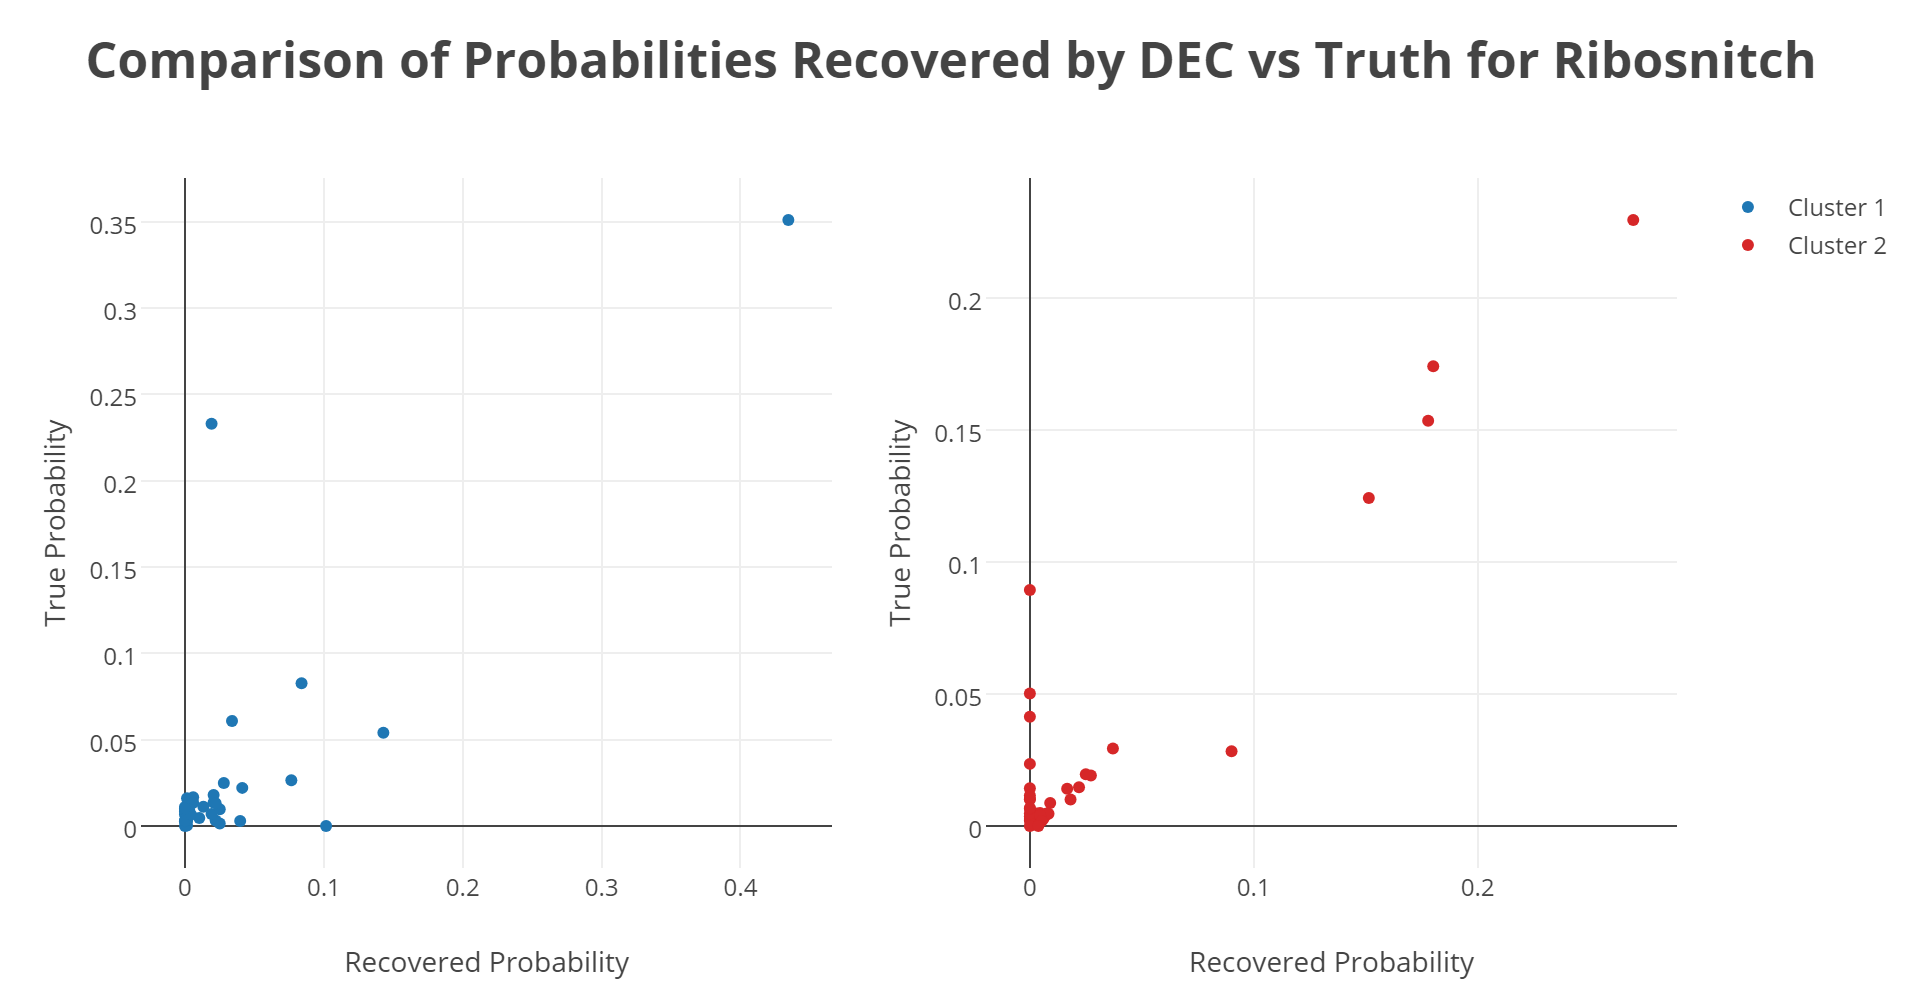 Comparison of Probabilities Recovered by DEC vs Truth for Ribosnitch
True Probability
0.35
0.3
0.25
0.2
0.15
0.1
0.05
0
0 0.1 0.2 0.3 0.4
Recovered Probability
True Probability
0.2
0.15
0.1
0.05
0
0 0.1 0.2
Recovered Probability
Cluster 1
Cluster 2